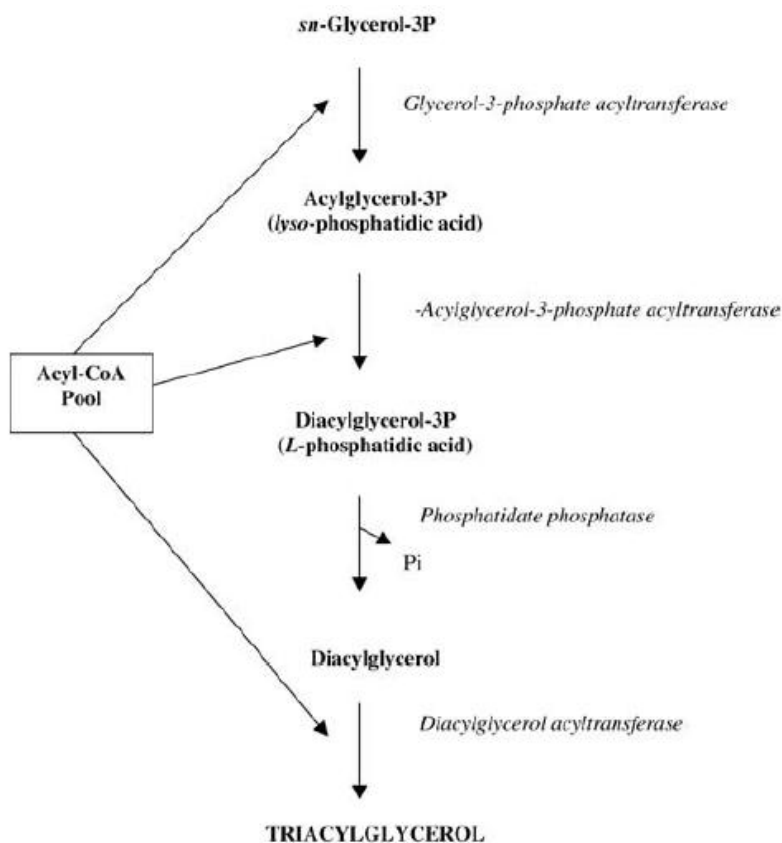 sn-Glycerol-3P
Glycerol-3-phosphate acyltransferase
Acylglycerol-3P
(lyso-phosphatidic acid)
-Acylglycerol-3-phosphate acyltransferase
Acyl-CoA
Pool
Diacylglycerol-3P
(L-phosphatidic acid)
Phosphatidate phosphatase
Pi
Diacylglycerol
Diacylglycerol acyltransferase
TRIACYLGLYCEROL